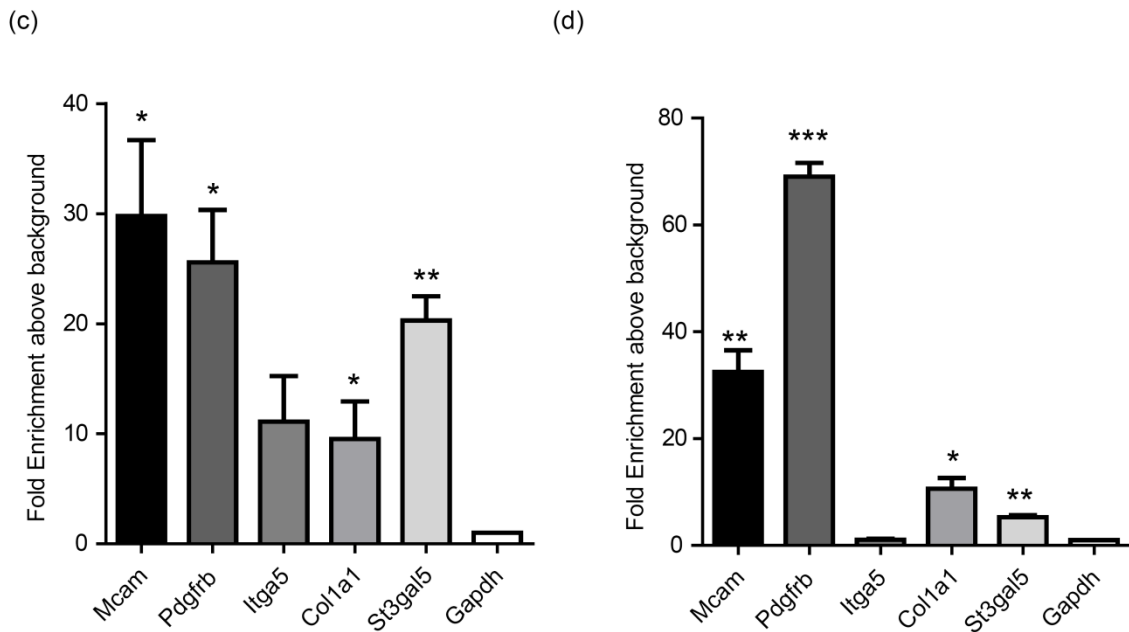 (c)
Fold Enrichment above background
40
30
20
10
0
*
*
*
**
Mcam
Pdgfrb
Itga5
Col1a1
St3gal5
Gapdh
(d)
Fold Enrichment above background
80
60
40
20
0
**
***
*
**
Mcam
Pdgfrb
Itga5
Col1a1
St3gal5
Gapdh